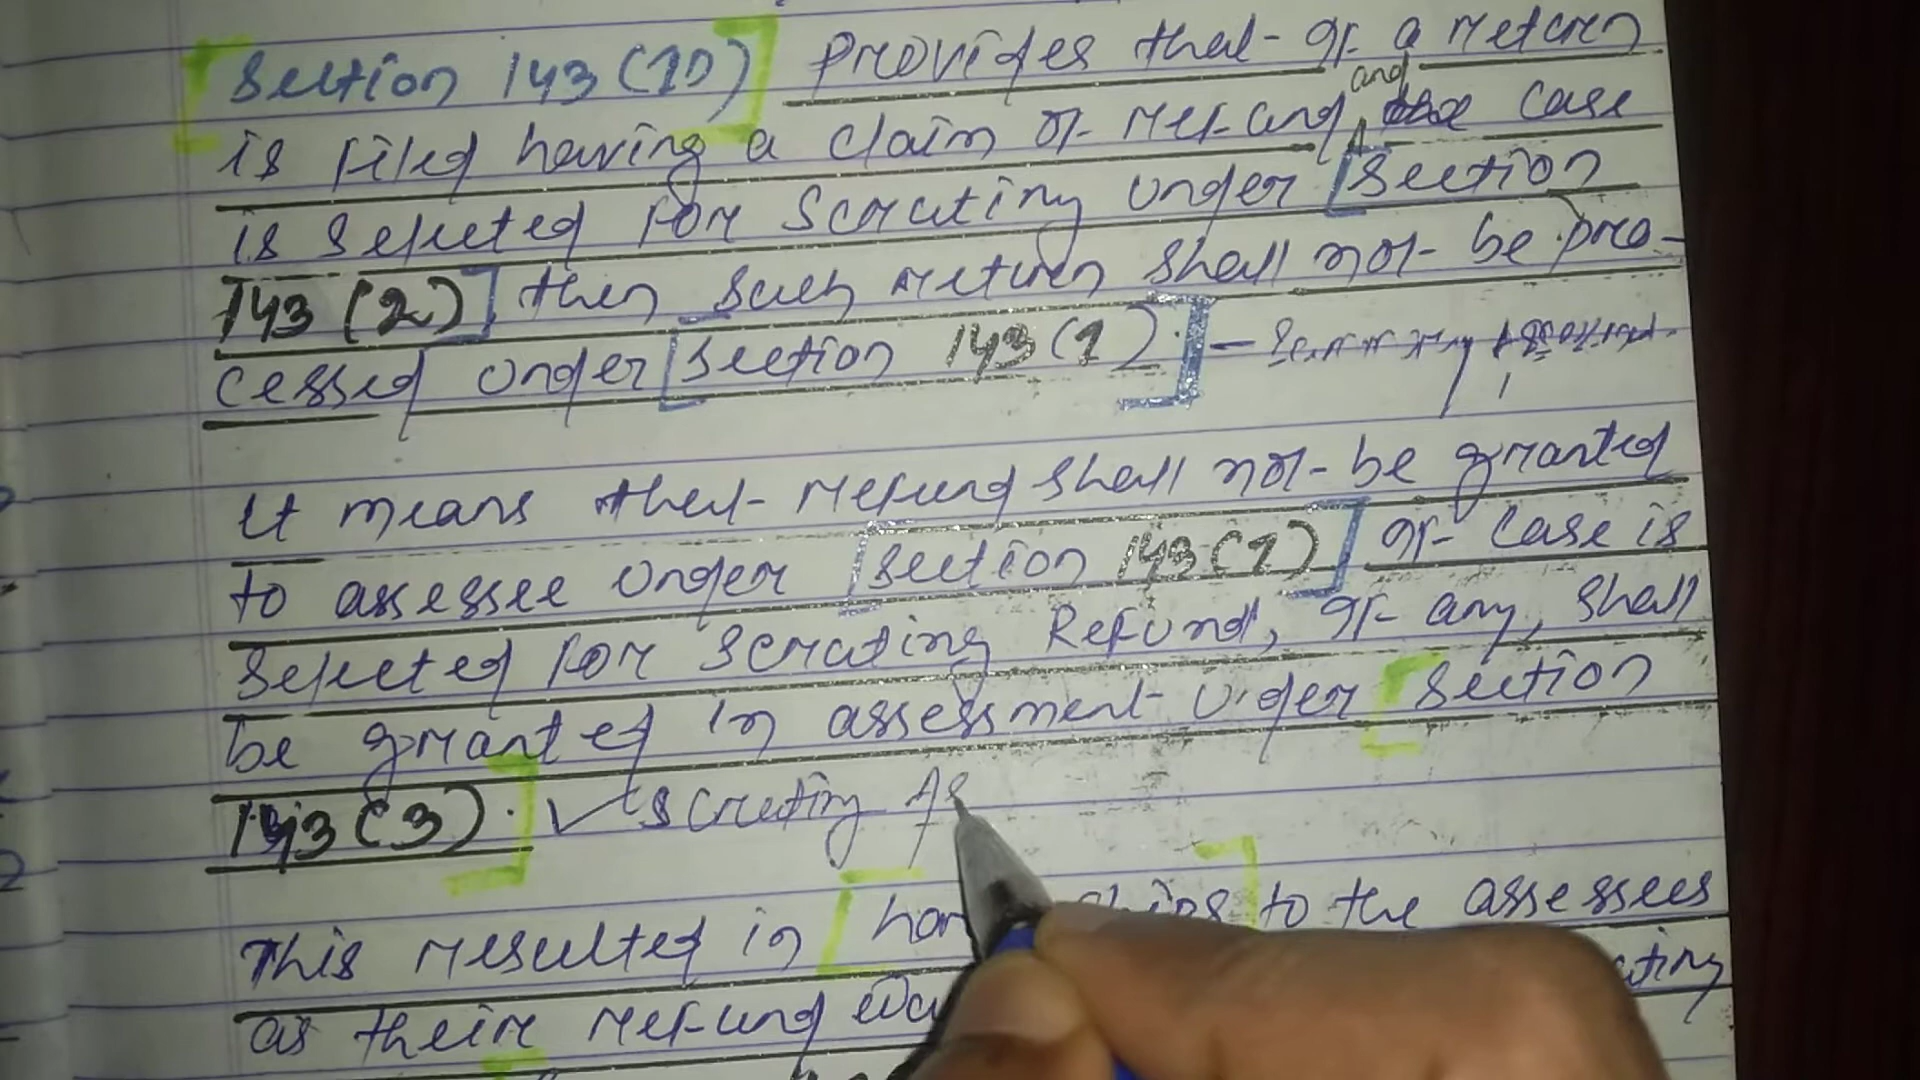 Section 143(1D) provides that if a return
and
is filed having a claim of refund, the case
is selected for scrutiny under Section
143(2) then such return shall not be pro-
cessed under Section 143(1). - Summary Assessment.
It means that refund shall not be granted
to assessee under Section 143(1) if case is
selected for scrutiny Refund, if any, shall
be granted in assessment under Section
143(3). ✓ Scrutiny As
This resulted in to the assessees
as their refund